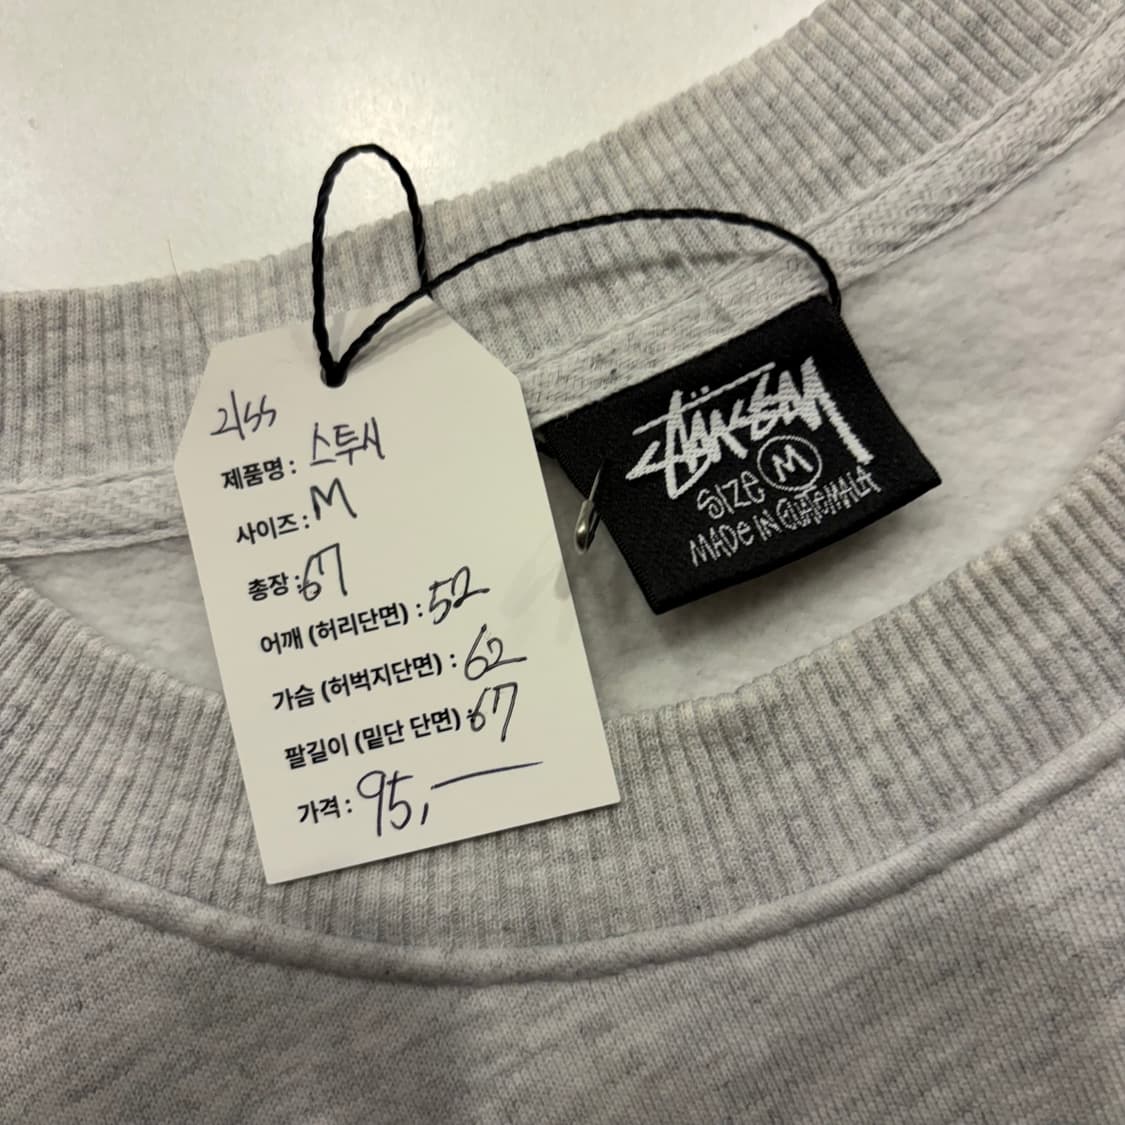 21SS
제품명: 스투시
사이즈: M
총장: 67
어깨 (허리단면) : 52
가슴 (허벅지단면) : 62
팔길이 (밑단 단면) : 67
가격 : 95,—
STÜSSY
SIZE M
MADE IN GUATEMALA